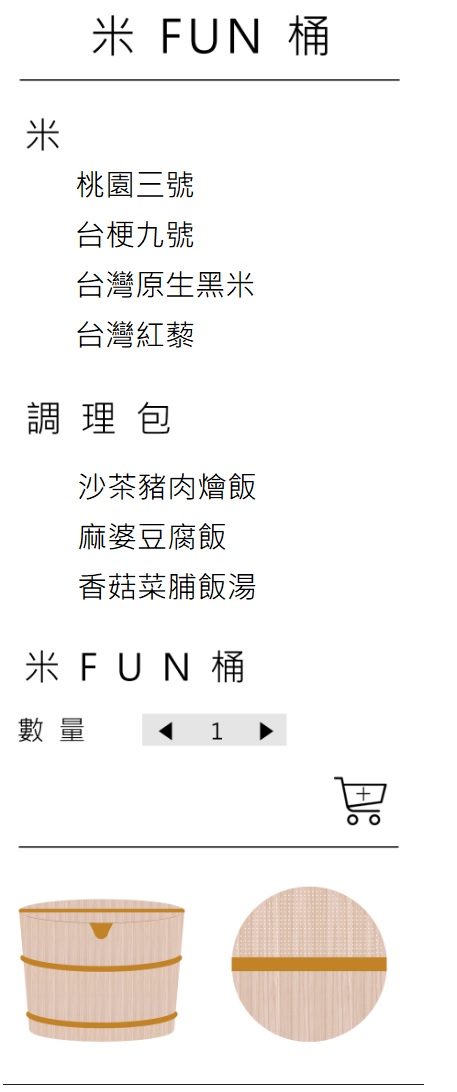 米 FUN 桶
米
桃園三號
台梗九號
台灣原生黑米
台灣紅藜
調 理 包
沙茶豬肉燴飯
麻婆豆腐飯
香菇菜脯飯湯
米 F U N 桶
數 量 ◀ 1 ▶